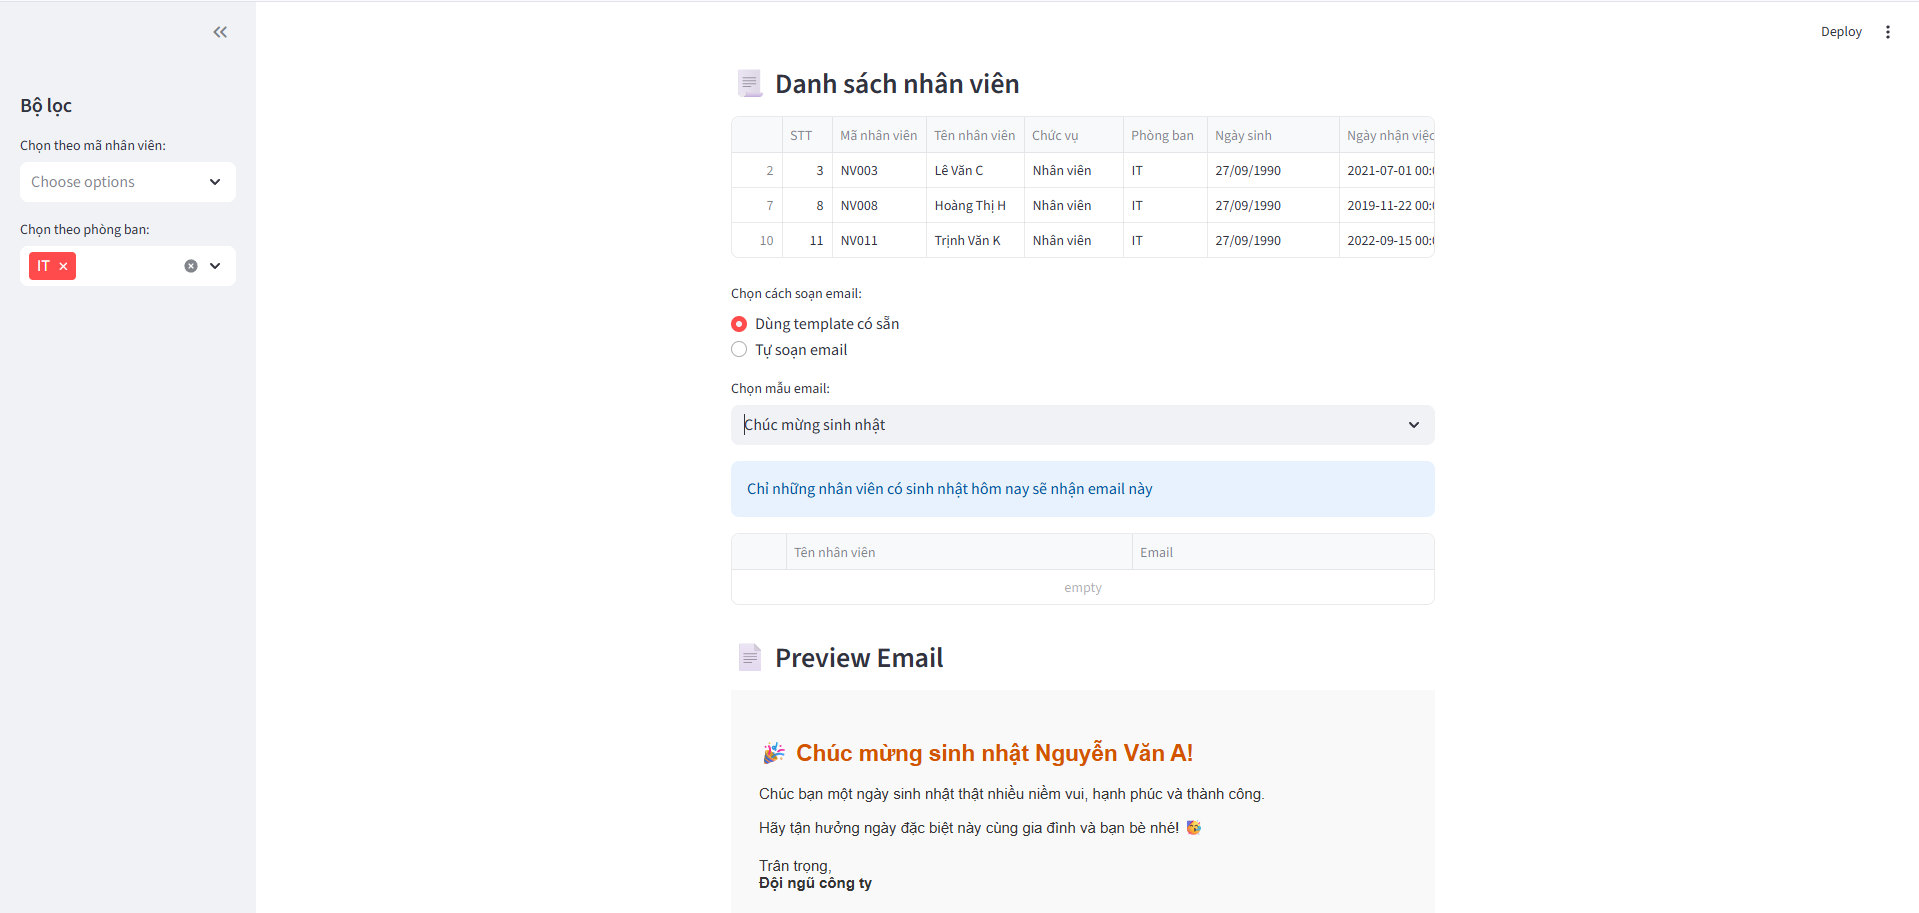 Deploy
Bộ lọc
Chọn theo mã nhân viên:
Choose options
Chọn theo phòng ban:
IT
Danh sách nhân viên
STT Mã nhân viên Tên nhân viên Chức vụ Phòng ban Ngày sinh Ngày nhận việc
2 3 NV003 Lê Văn C Nhân viên IT 27/09/1990 2021-07-01 00:
7 8 NV008 Hoàng Thị H Nhân viên IT 27/09/1990 2019-11-22 00:
10 11 NV011 Trịnh Văn K Nhân viên IT 27/09/1990 2022-09-15 00:
Chọn cách soạn email:
Dùng template có sẵn
Tự soạn email
Chọn mẫu email:
Chúc mừng sinh nhật
Chỉ những nhân viên có sinh nhật hôm nay sẽ nhận email này
Tên nhân viên Email
empty
Preview Email
🎉 Chúc mừng sinh nhật Nguyễn Văn A!
Chúc bạn một ngày sinh nhật thật nhiều niềm vui, hạnh phúc và thành công.
Hãy tận hưởng ngày đặc biệt này cùng gia đình và bạn bè nhé! 🥳
Trân trọng,
Đội ngũ công ty